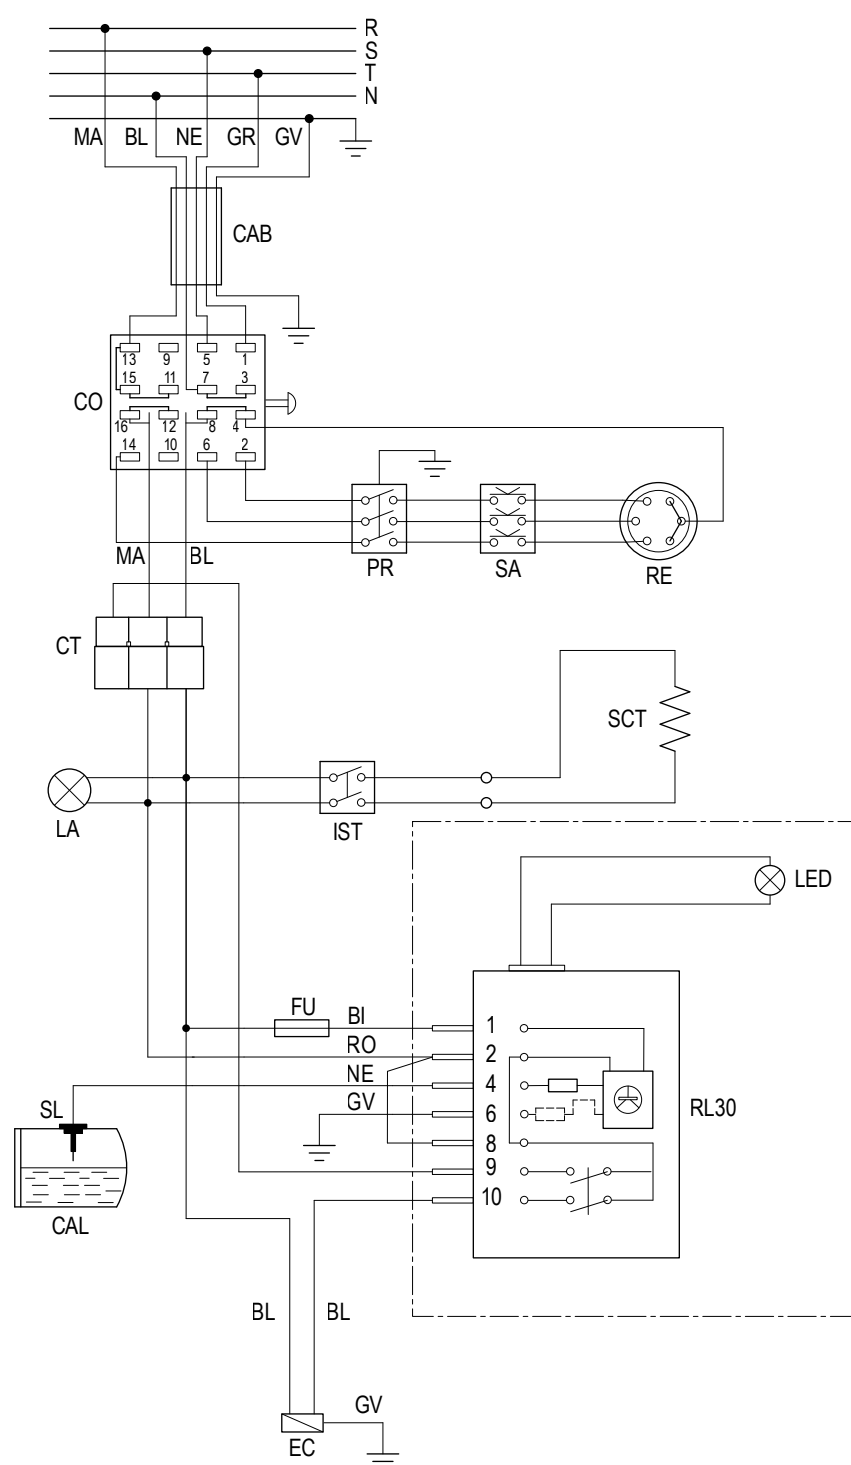 R
S
T
N
MA BL NE GR GV
CAB
13 9 5 1
15 11 7 3
CO
16 12 8 4
14 10 6 2
MA BL
PR SA RE
CT
SCT
LA IST
LED
FU BI 1
RO 2
NE 4
SL GV 6 RL30
8
9
10
CAL
BL BL
GV
EC